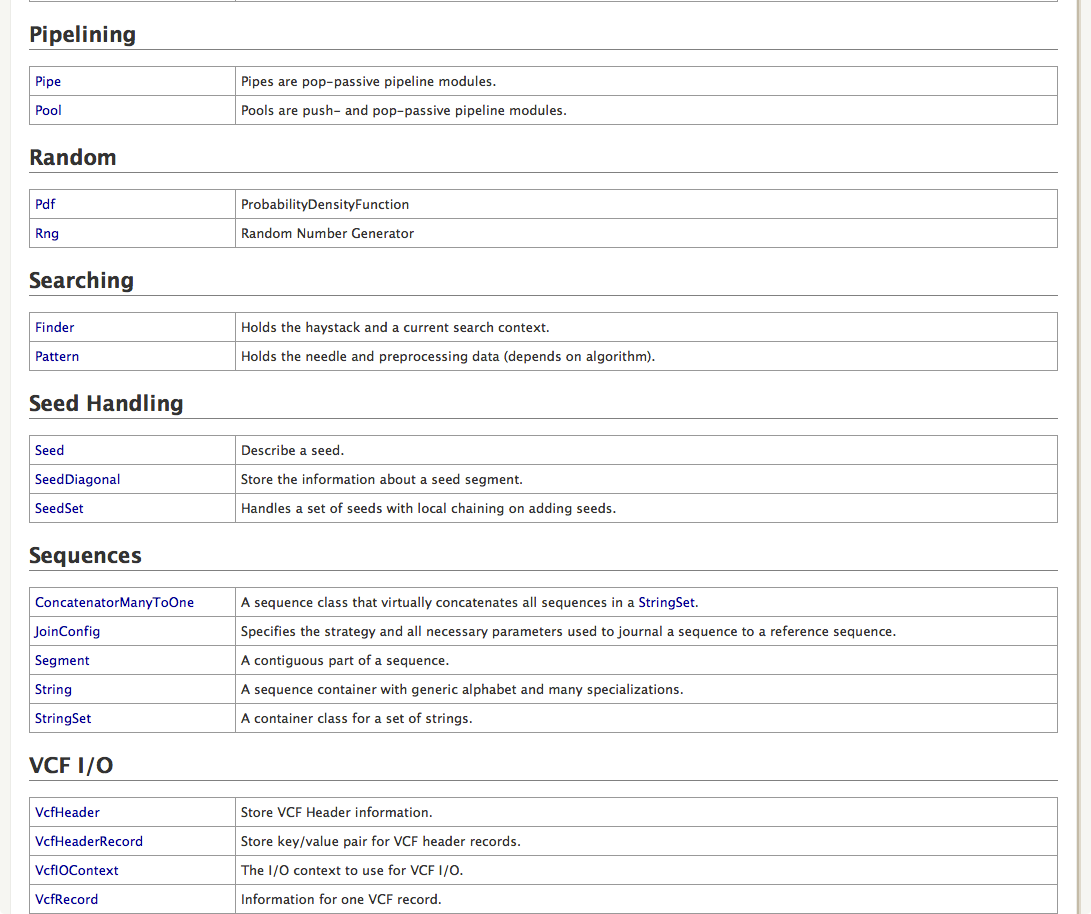 Pipelining
Pipe Pipes are pop-passive pipeline modules.
Pool Pools are push- and pop-passive pipeline modules.
Random
Pdf ProbabilityDensityFunction
Rng Random Number Generator
Searching
Finder Holds the haystack and a current search context.
Pattern Holds the needle and preprocessing data (depends on algorithm).
Seed Handling
Seed Describe a seed.
SeedDiagonal Store the information about a seed segment.
SeedSet Handles a set of seeds with local chaining on adding seeds.
Sequences
ConcatenatorManyToOne A sequence class that virtually concatenates all sequences in a StringSet.
JoinConfig Specifies the strategy and all necessary parameters used to journal a sequence to a reference sequence.
Segment A contiguous part of a sequence.
String A sequence container with generic alphabet and many specializations.
StringSet A container class for a set of strings.
VCF I/O
VcfHeader Store VCF Header information.
VcfHeaderRecord Store key/value pair for VCF header records.
VcfIOContext The I/O context to use for VCF I/O.
VcfRecord Information for one VCF record.